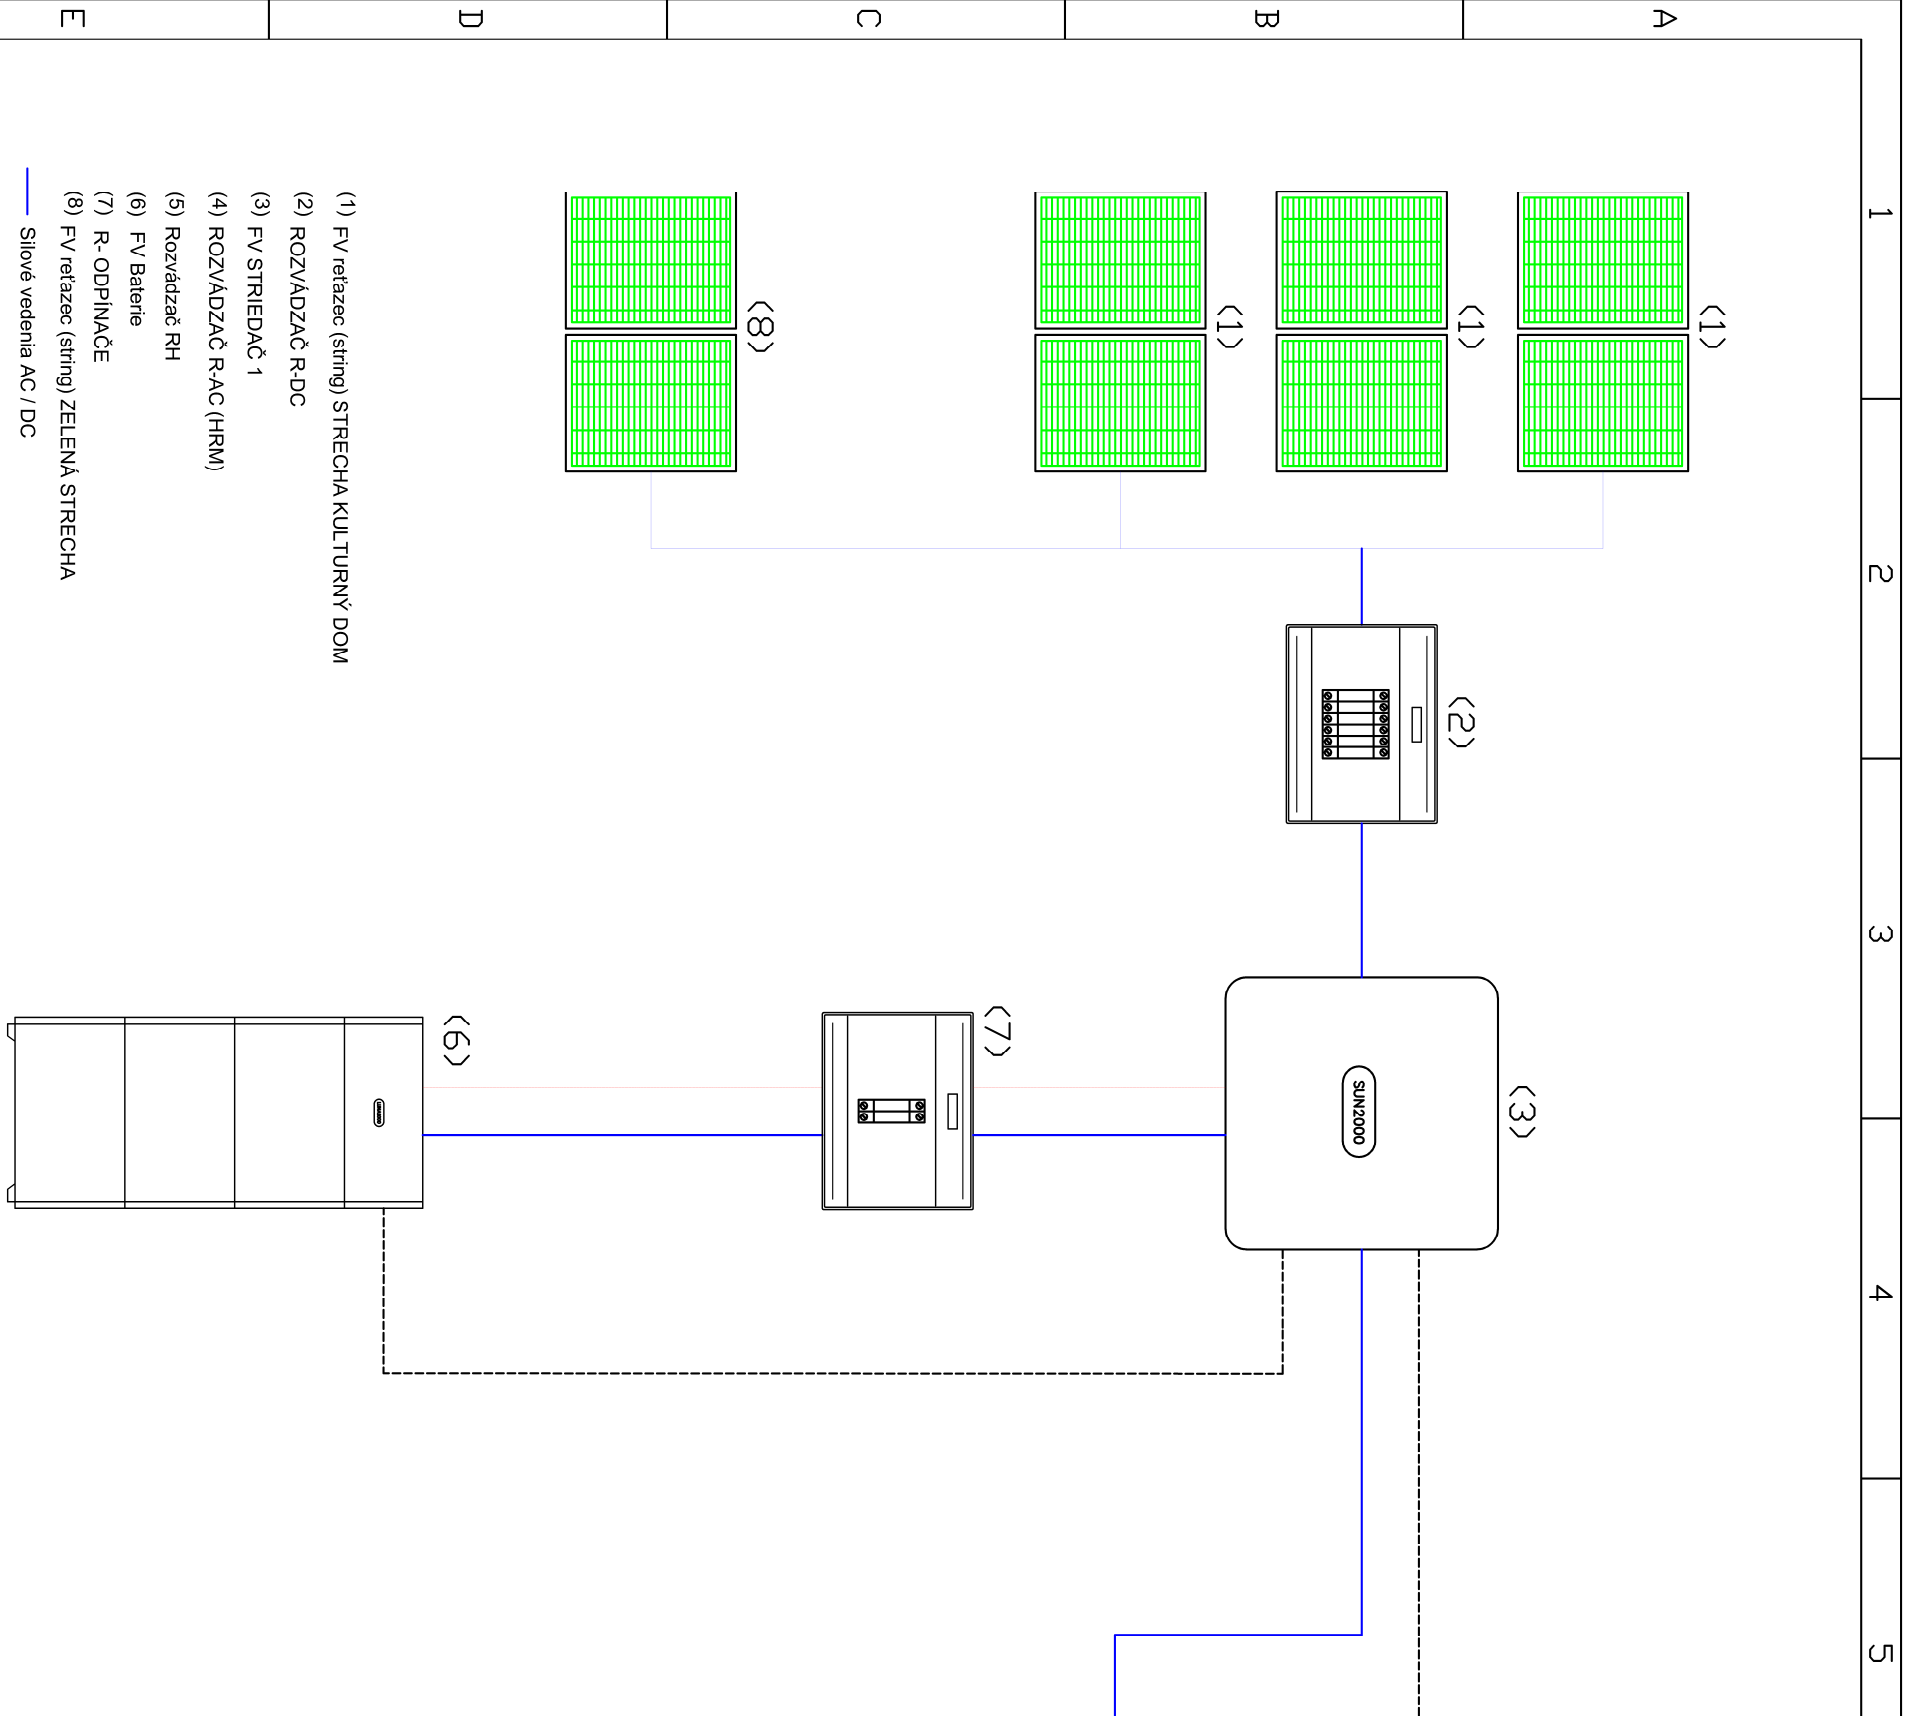 1
2
3
4
5
A
B
C
D
E
(1)
(1)
(1)
(8)
(2)
(3)
SUN2000
(7)
(6)
(1) FV reťazec (string) STRECHA KULTURNÝ DOM
(2) ROZVÁDZAČ R-DC
(3) FV STRIEDAČ 1
(4) ROZVÁDZAČ R-AC (HRM)
(5) Rozvádzač RH
(6) FV Baterie
(7) R- ODPÍNAČE
(8) FV reťazec (string) ZELENÁ STRECHA
Silové vedenia AC / DC